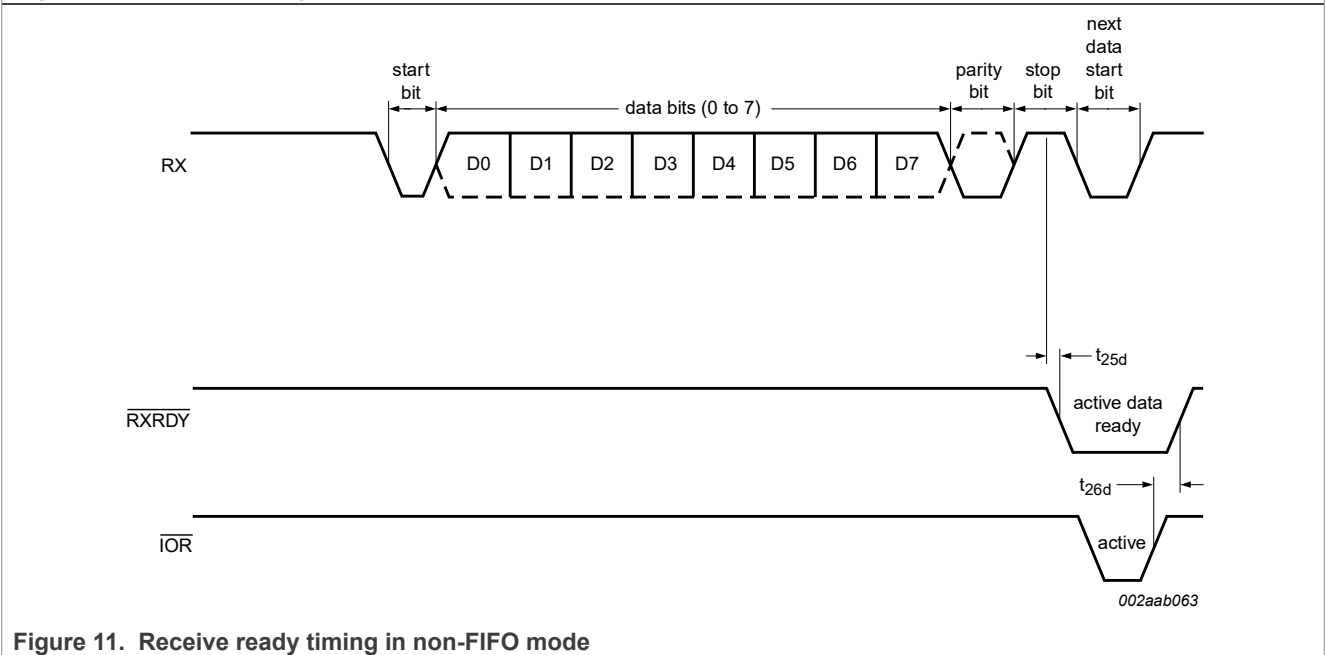 next
data
start
bit
start
bit
parity
bit
stop
bit
data bits (0 to 7)
RX
D0 D1 D2 D3 D4 D5 D6 D7
t25d
RXRDY
active data
ready
t26d
IOR
active
002aab063
Figure 11. Receive ready timing in non-FIFO mode